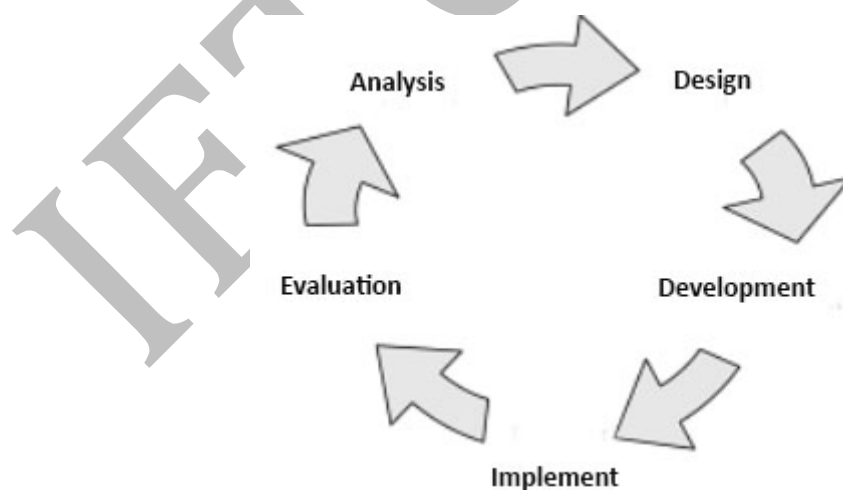 Analysis
Design
Evaluation
Development
Implement